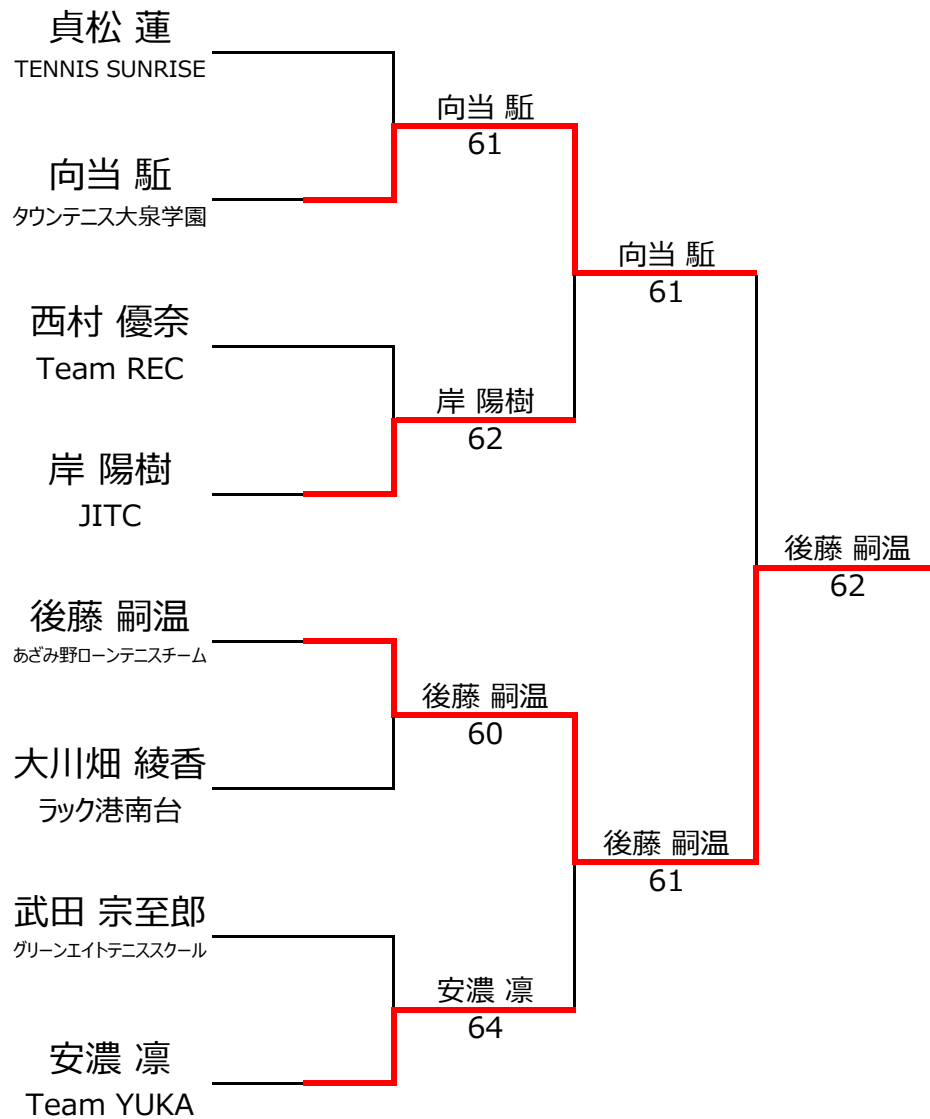 貞松 蓮
TENNIS SUNRISE
向当 駈
61
向当 駈
タウンテニス大泉学園
向当 駈
61
西村 優奈
Team REC
岸 陽樹
62
岸 陽樹
JITC
後藤 嗣温
62
後藤 嗣温
あざみ野ローンテニスチーム
後藤 嗣温
60
大川畑 綾香
ラック港南台
後藤 嗣温
61
武田 宗至郎
グリーンエイトテニススクール
安濃 凛
64
安濃 凛
Team YUKA